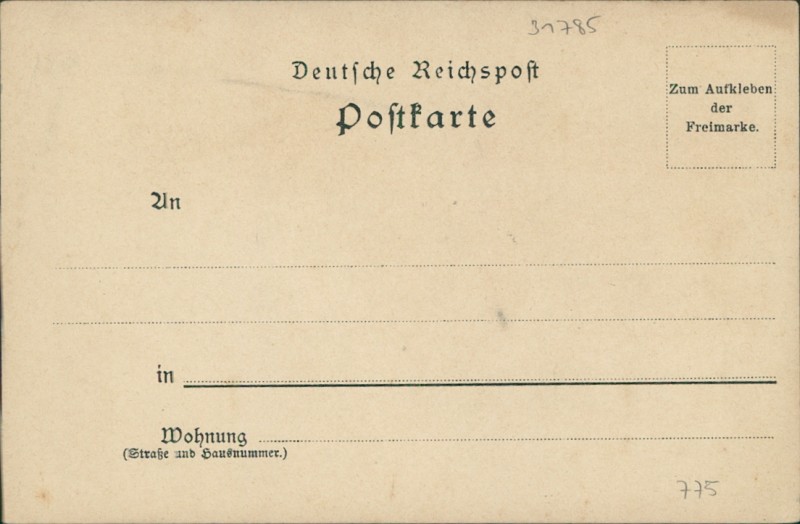 31785
Deutſche Reichspoſt
Poſtkarte
Zum Aufkleben
der
Freimarke.
An
in
Wohnung
(Straße und Hausnummer.)
775